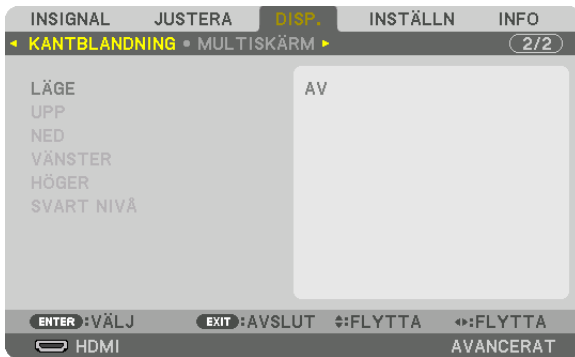 INSIGNAL JUSTERA DISP. INSTÄLLN INFO
KANTBLANDNING • MULTISKÄRM 2/2
LÄGE AV
UPP
NED
VÄNSTER
HÖGER
SVART NIVÅ
ENTER :VÄLJ EXIT :AVSLUT :FLYTTA :FLYTTA
HDMI AVANCERAT